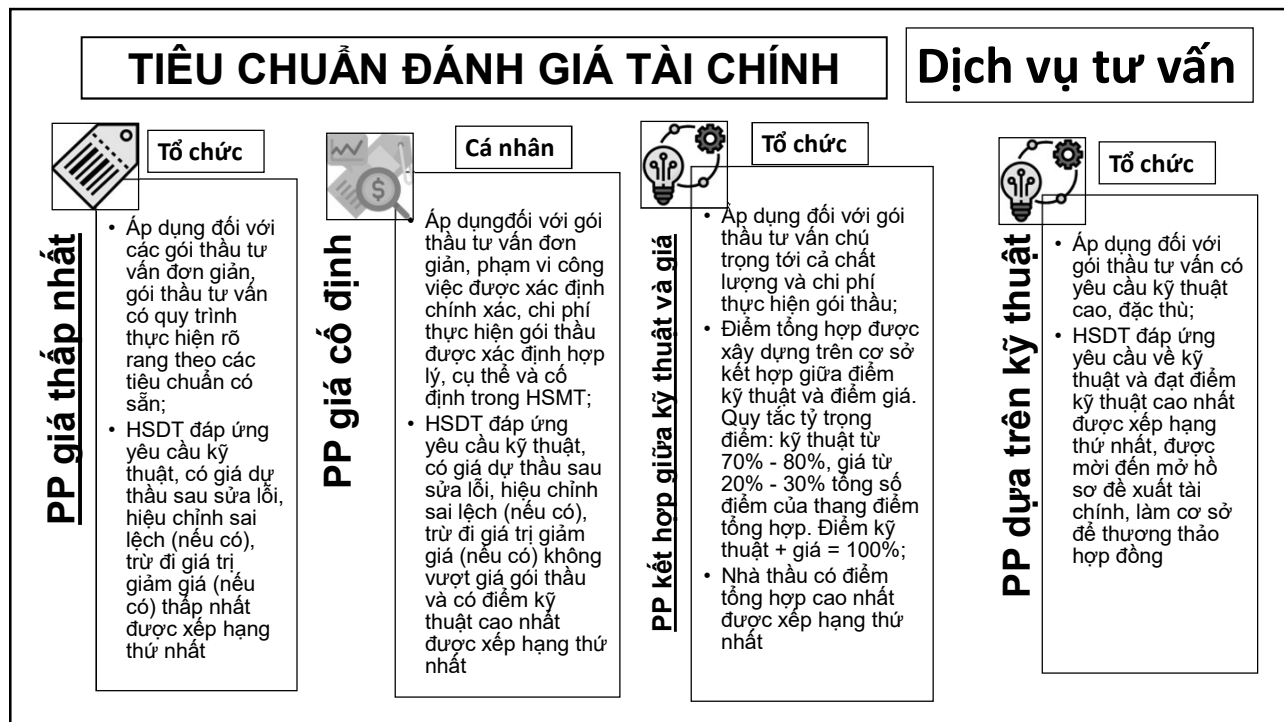 TIÊU CHUẨN ĐÁNH GIÁ TÀI CHÍNH
Dịch vụ tư vấn
PP giá thấp nhất
Tổ chức
• Áp dụng đối với
các gói thầu tư
vấn đơn giản,
gói thầu tư vấn
có quy trình
thực hiện rõ
rang theo các
tiêu chuẩn có
sẵn;
• HSDT đáp ứng
yêu cầu kỹ
thuật, có giá dự
thầu sau sửa lỗi,
hiệu chỉnh sai
lệch (nếu có),
trừ đi giá trị
giảm giá (nếu
có) thấp nhất
được xếp hạng
thứ nhất
PP giá cố định
Cá nhân
• Áp dụngđối với gói
thầu tư vấn đơn
giản, phạm vi công
việc được xác định
chính xác, chi phí
thực hiện gói thầu
được xác định hợp
lý, cụ thể và cố
định trong HSMT;
• HSDT đáp ứng
yêu cầu kỹ thuật,
có giá dự thầu sau
sửa lỗi, hiệu chỉnh
sai lệch (nếu có),
trừ đi giá trị giảm
giá (nếu có) không
vượt giá gói thầu
và có điểm kỹ
thuật cao nhất
được xếp hạng thứ
nhất
PP kết hợp giữa kỹ thuật và giá
Tổ chức
• Áp dụng đối với gói
thầu tư vấn chú
trọng tới cả chất
lượng và chi phí
thực hiện gói thầu;
• Điểm tổng hợp được
xây dựng trên cơ sở
kết hợp giữa điểm
kỹ thuật và điểm giá.
Quy tắc tỷ trọng
điểm: kỹ thuật từ
70% - 80%, giá từ
20% - 30% tổng số
điểm của thang điểm
tổng hợp. Điểm kỹ
thuật + giá = 100%;
• Nhà thầu có điểm
tổng hợp cao nhất
được xếp hạng thứ
nhất
PP dựa trên kỹ thuật
Tổ chức
• Áp dụng đối với
gói thầu tư vấn có
yêu cầu kỹ thuật
cao, đặc thù;
• HSDT đáp ứng
yêu cầu về kỹ
thuật và đạt điểm
kỹ thuật cao nhất
được xếp hạng
thứ nhất, được
mời đến mở hồ
sơ đề xuất tài
chính, làm cơ sở
để thương thảo
hợp đồng